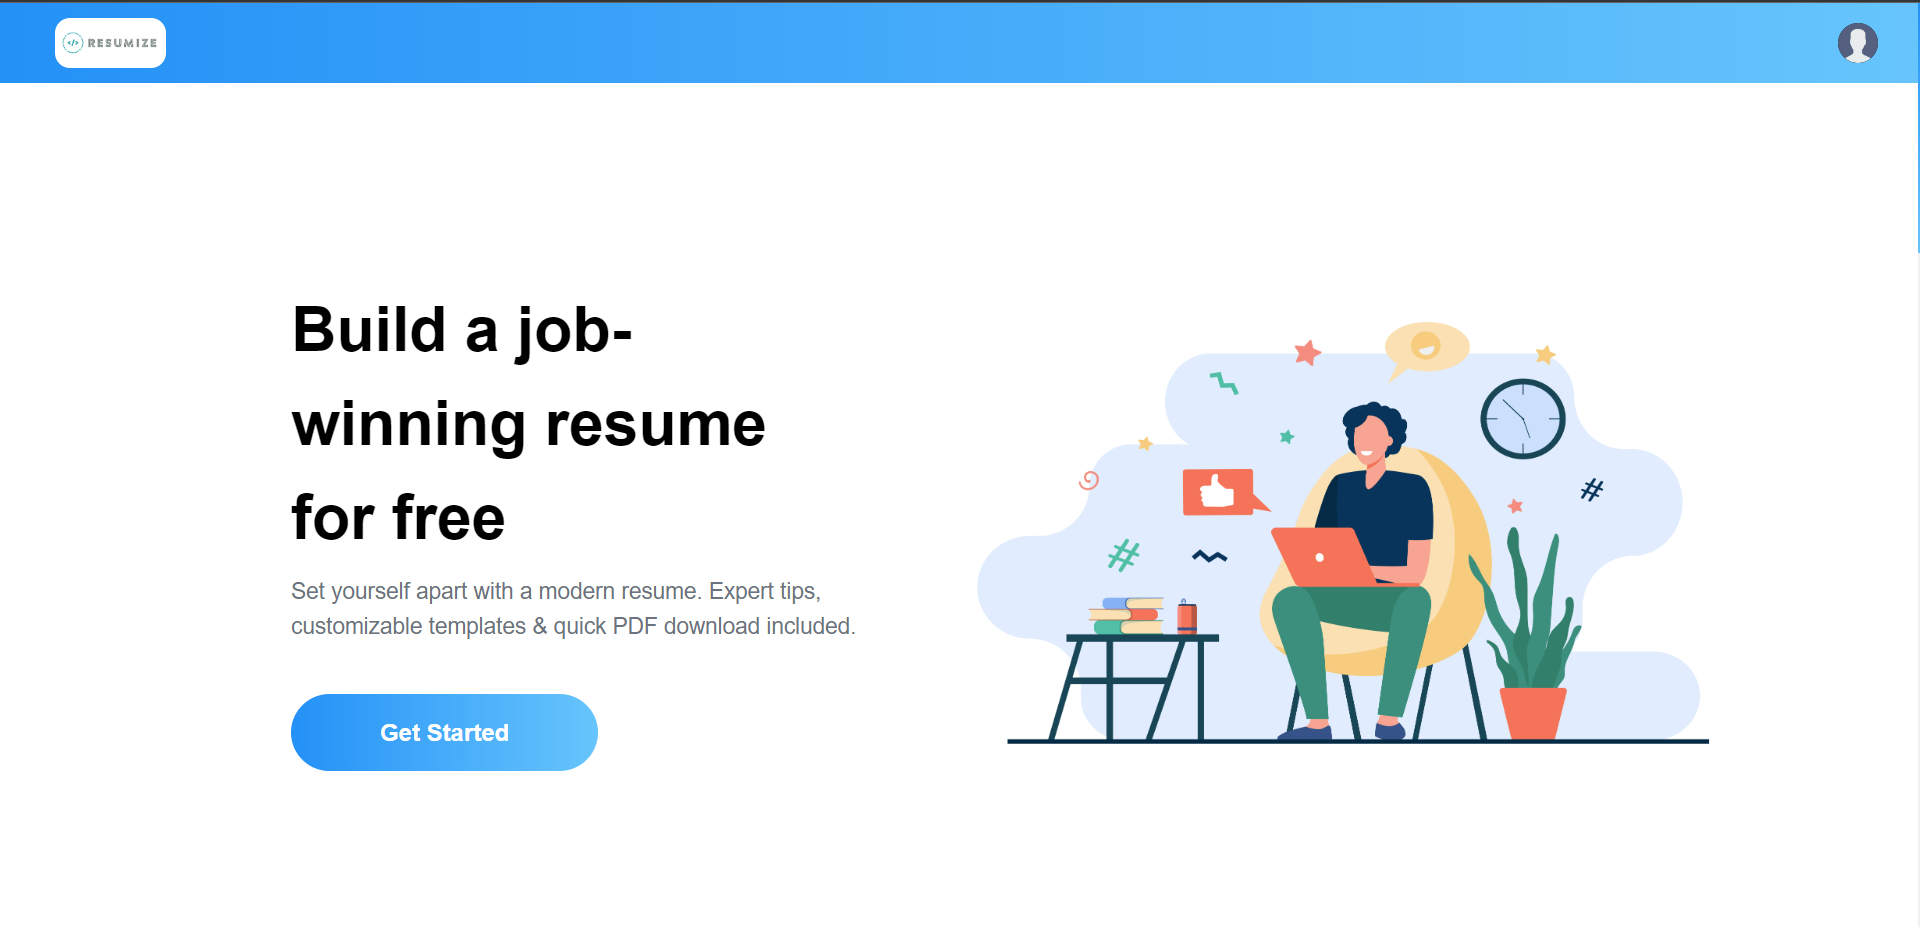 RESUMIZE
Build a job-
winning resume
for free
Set yourself apart with a modern resume. Expert tips,
customizable templates & quick PDF download included.
Get Started